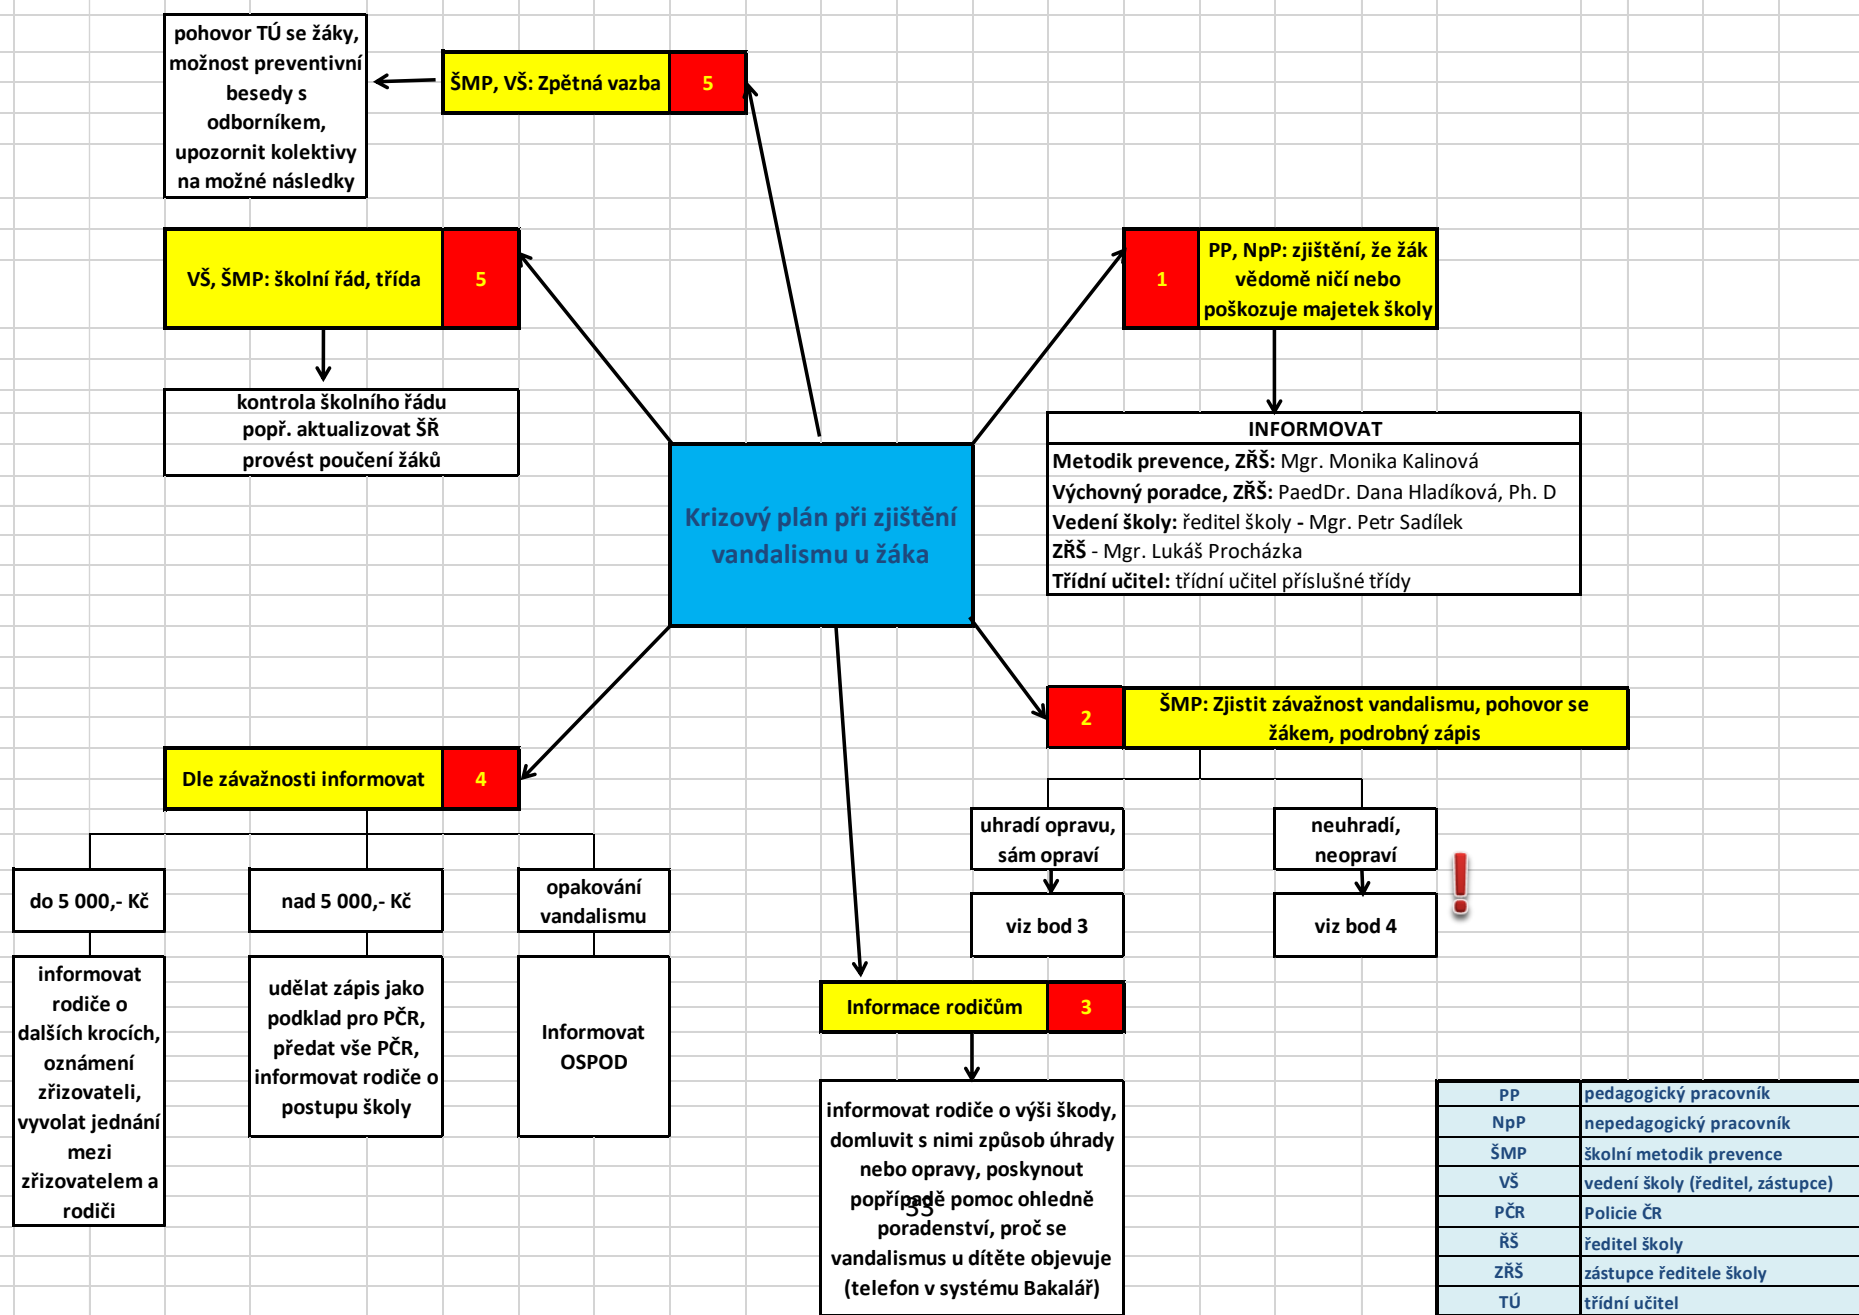 pohovor TÚ se žáky,
možnost preventivní
besedy s
odborníkem,
upozornit kolektivy
na možné následky
ŠMP, VŠ: Zpětná vazba 5
VŠ, ŠMP: školní řád, třída 5
kontrola školního řádu
popř. aktualizovat ŠŘ
provést poučení žáků
1
PP, NpP: zjištění, že žák
vědomě ničí nebo
poškozuje majetek školy
INFORMOVAT
Metodik prevence, ZŘŠ: Mgr. Monika Kalinová
Výchovný poradce, ZŘŠ: PaedDr. Dana Hladíková, Ph. D
Vedení školy: ředitel školy - Mgr. Petr Sadílek
ZŘŠ - Mgr. Lukáš Procházka
Třídní učitel: třídní učitel příslušné třídy
Krizový plán při zjištění
vandalismu u žáka
2
ŠMP: Zjistit závažnost vandalismu, pohovor se
žákem, podrobný zápis
uhradí opravu,
sám opraví
viz bod 3
neuhradí,
neopraví
viz bod 4
Dle závažnosti informovat 4
do 5 000,- Kč
informovat
rodiče o
dalších krocích,
oznámení
zřizovateli,
vyvolat jednání
mezi
zřizovatelem a
rodiči
nad 5 000,- Kč
udělat zápis jako
podklad pro PČR,
předat vše PČR,
informovat rodiče o
postupu školy
opakování
vandalismu
Informovat
OSPOD
Informace rodičům 3
informovat rodiče o výši škody,
domluvit s nimi způsob úhrady
nebo opravy, poskynout
popřípadě pomoc ohledně
poradenství, proč se
vandalismus u dítěte objevuje
(telefon v systému Bakalář)
33
PP pedagogický pracovník
NpP nepedagogický pracovník
ŠMP školní metodik prevence
VŠ vedení školy (ředitel, zástupce)
PČR Policie ČR
ŘŠ ředitel školy
ZŘŠ zástupce ředitele školy
TÚ třídní učitel